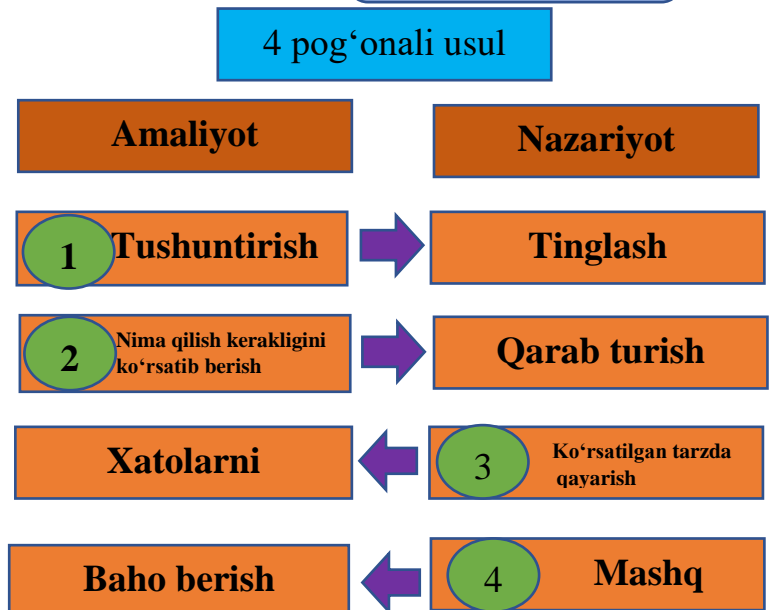 4 pog‘onali usul
Amaliyot
Nazariyot
1 Tushuntirish
Tinglash
2 Nima qilish kerakligini
ko‘rsatib berish
Qarab turish
Xatolarni
3 Ko‘rsatilgan tarzda
qayarish
Baho berish
4 Mashq